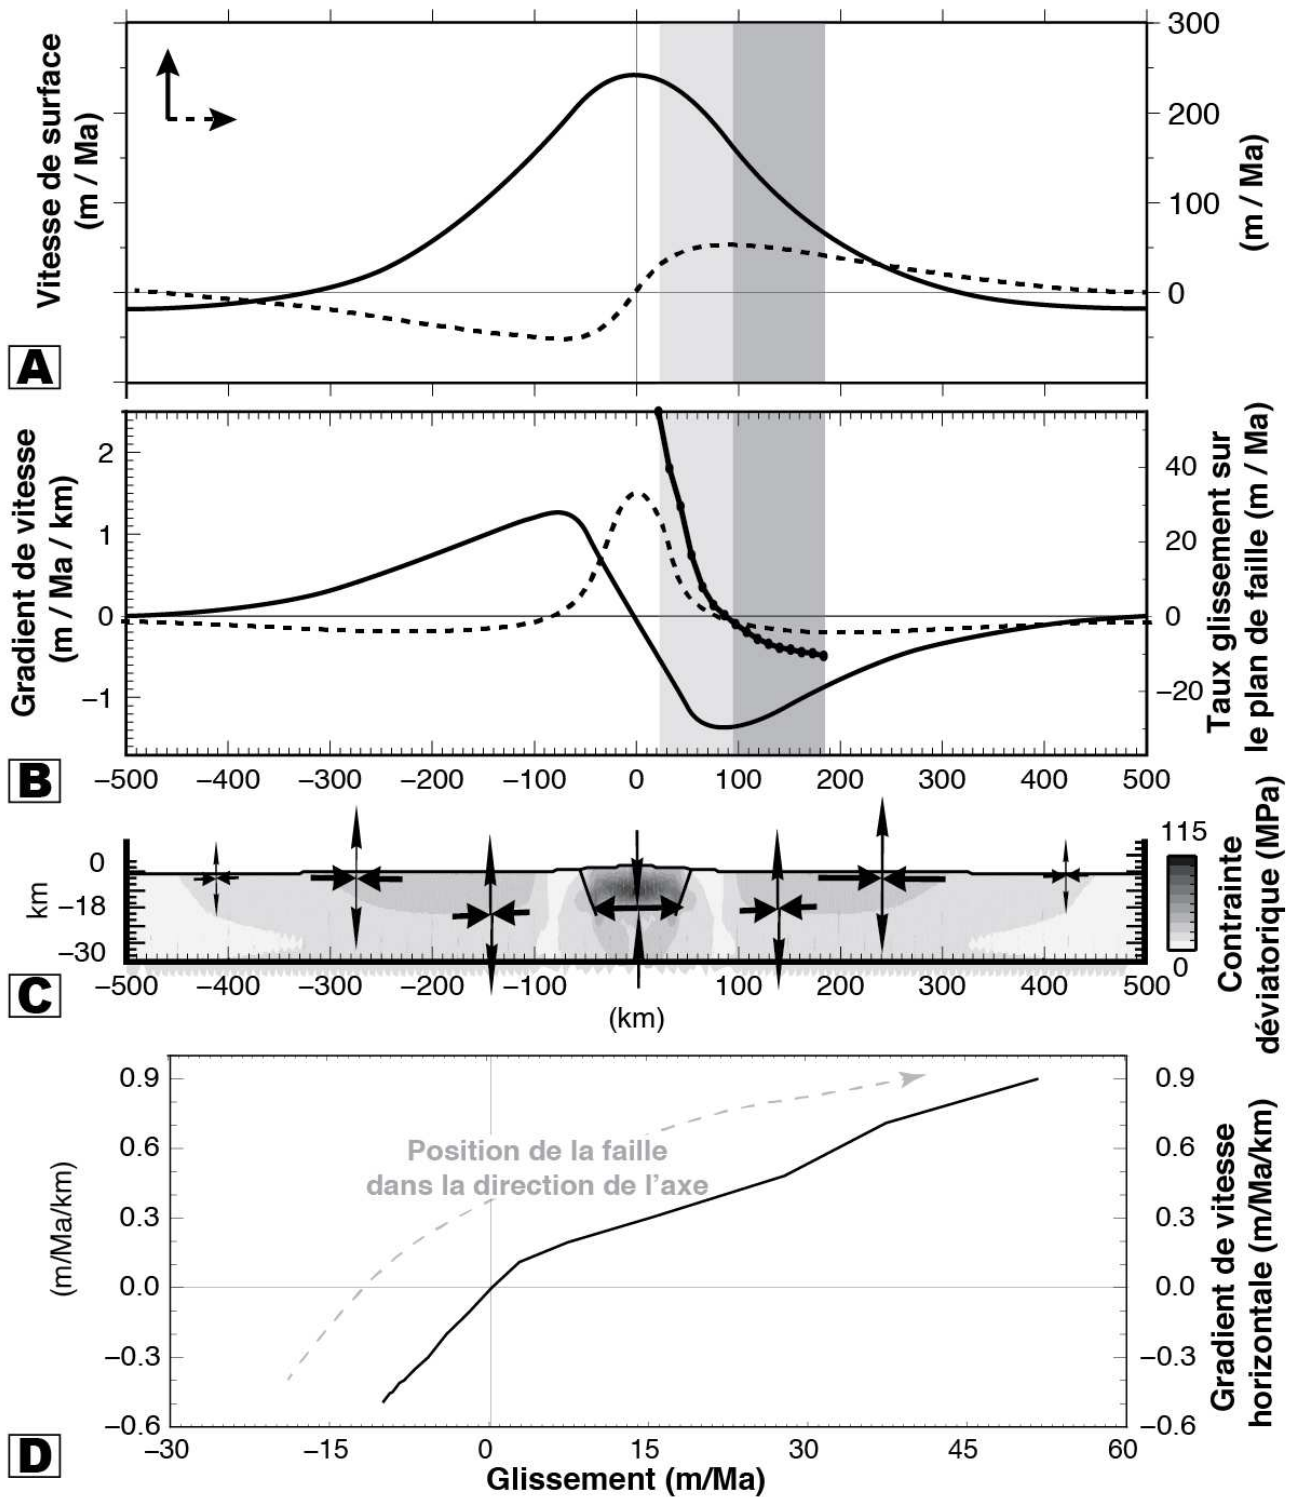 Vitesse de surface
(m / Ma)
300
200
100
0
(m / Ma)
A
Gradient de vitesse
(m / Ma / km)
2
1
0
−1
40
20
0
−20
Taux glissement sur
le plan de faille (m / Ma)
B
−500 −400 −300 −200 −100 0 100 200 300 400 500
km
0
−18
−30
115
0
Contrainte
déviatorique (MPa)
C
−500 −400 −300 −200 −100 0 100 200 300 400 500
(km)
(m/Ma/km)
0.9
0.6
0.3
0.0
−0.3
−0.6
Position de la faille
dans la direction de l'axe
0.9
0.6
0.3
0.0
−0.3
−0.6
Gradient de vitesse
horizontale (m/Ma/km)
D
−30 −15 0 15 30 45 60
Glissement (m/Ma)